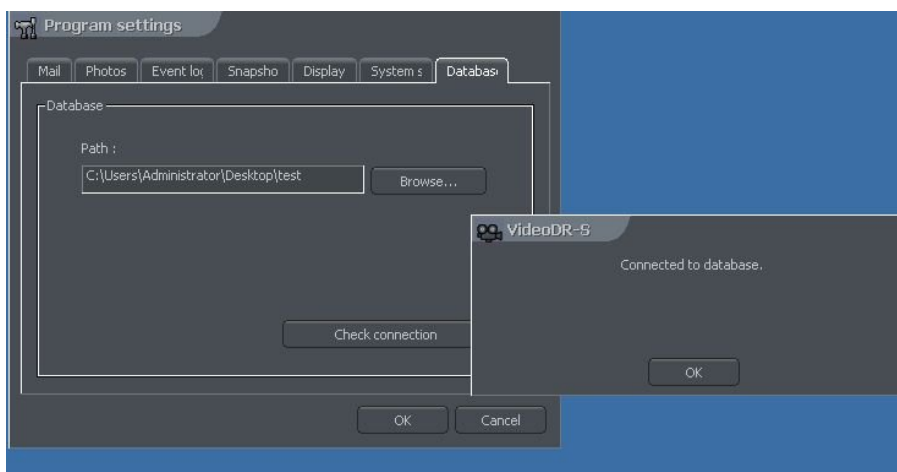 Program settings
Mail Photos Event log Snapsho Display System s Databas
Database
Path :
C:\Users\Administrator\Desktop\test Browse...
VideoDR-S
Connected to database.
Check connection
OK
OK Cancel